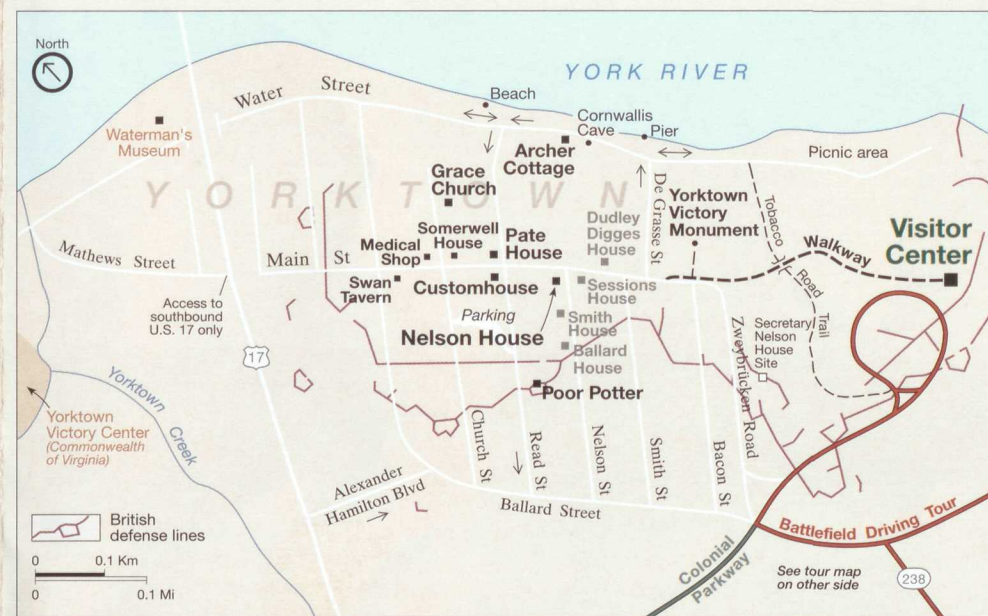 North
YORK RIVER
Water Street
Beach
Cornwallis
Cave
Pier
Waterman's
Museum
Archer
Cottage
Picnic area
Grace
Church
YORKTOWN
De Grasse St
Yorktown
Victory
Monument
Tobacco Road Trail
Dudley
Digges
House
Visitor
Center
Walkway
Somerwell
House
Medical
Shop
Pate
House
Mathews Street
Main St
Swan
Tavern
Customhouse
Sessions
House
Access to
southbound
U.S. 17 only
Parking
Smith
House
Nelson House
Secretary
Nelson
House
Site
17
Ballard
House
Zweybrücken Road
Yorktown Creek
Poor Potter
Yorktown
Victory Center
(Commonwealth
of Virginia)
Church St
Read St
Nelson St
Smith St
Bacon St
Alexander
Hamilton Blvd
Ballard Street
Battlefield Driving Tour
British
defense lines
Colonial
Parkway
See tour map
on other side
238
0 0.1 Km
0 0.1 Mi